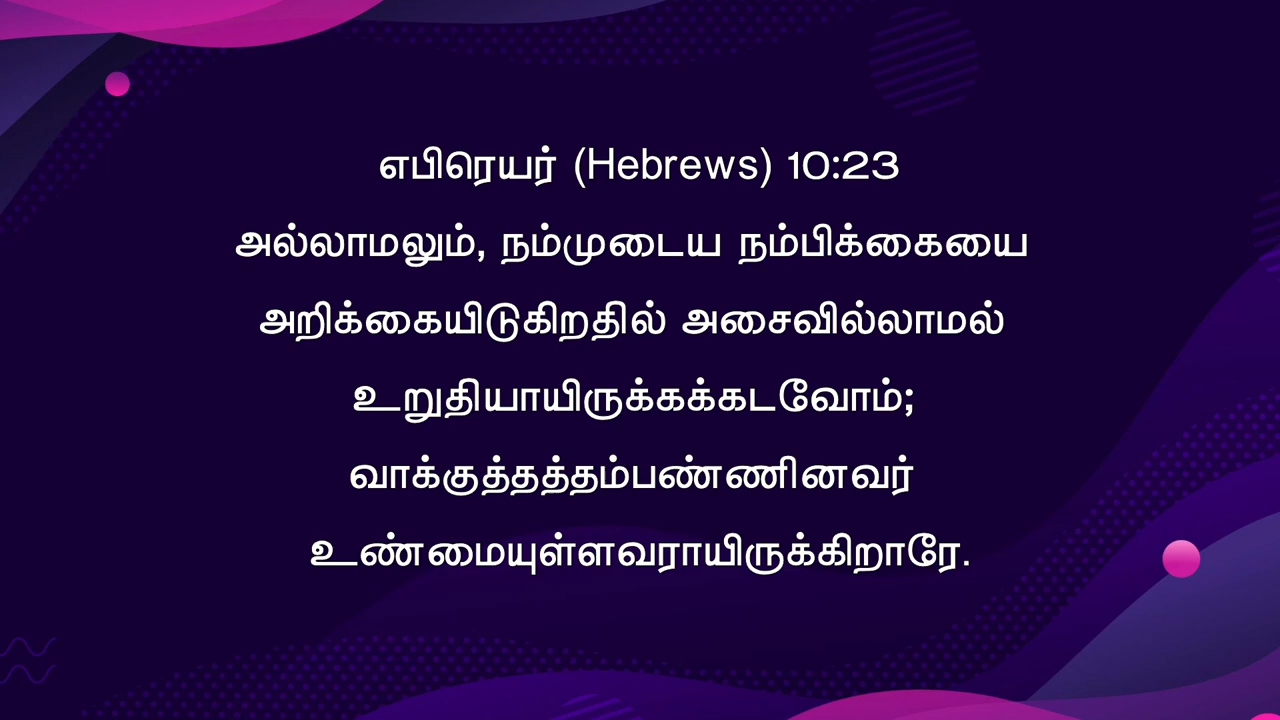 எபிரெயர் (Hebrews) 10:23
அல்லாமலும், நம்முடைய நம்பிக்கையை
அறிக்கையிடுகிறதில் அசைவில்லாமல்
உறுதியாயிருக்கக்கடவோம்;
வாக்குத்தத்தம்பண்ணினவர்
உண்மையுள்ளவராயிருக்கிறாரே.